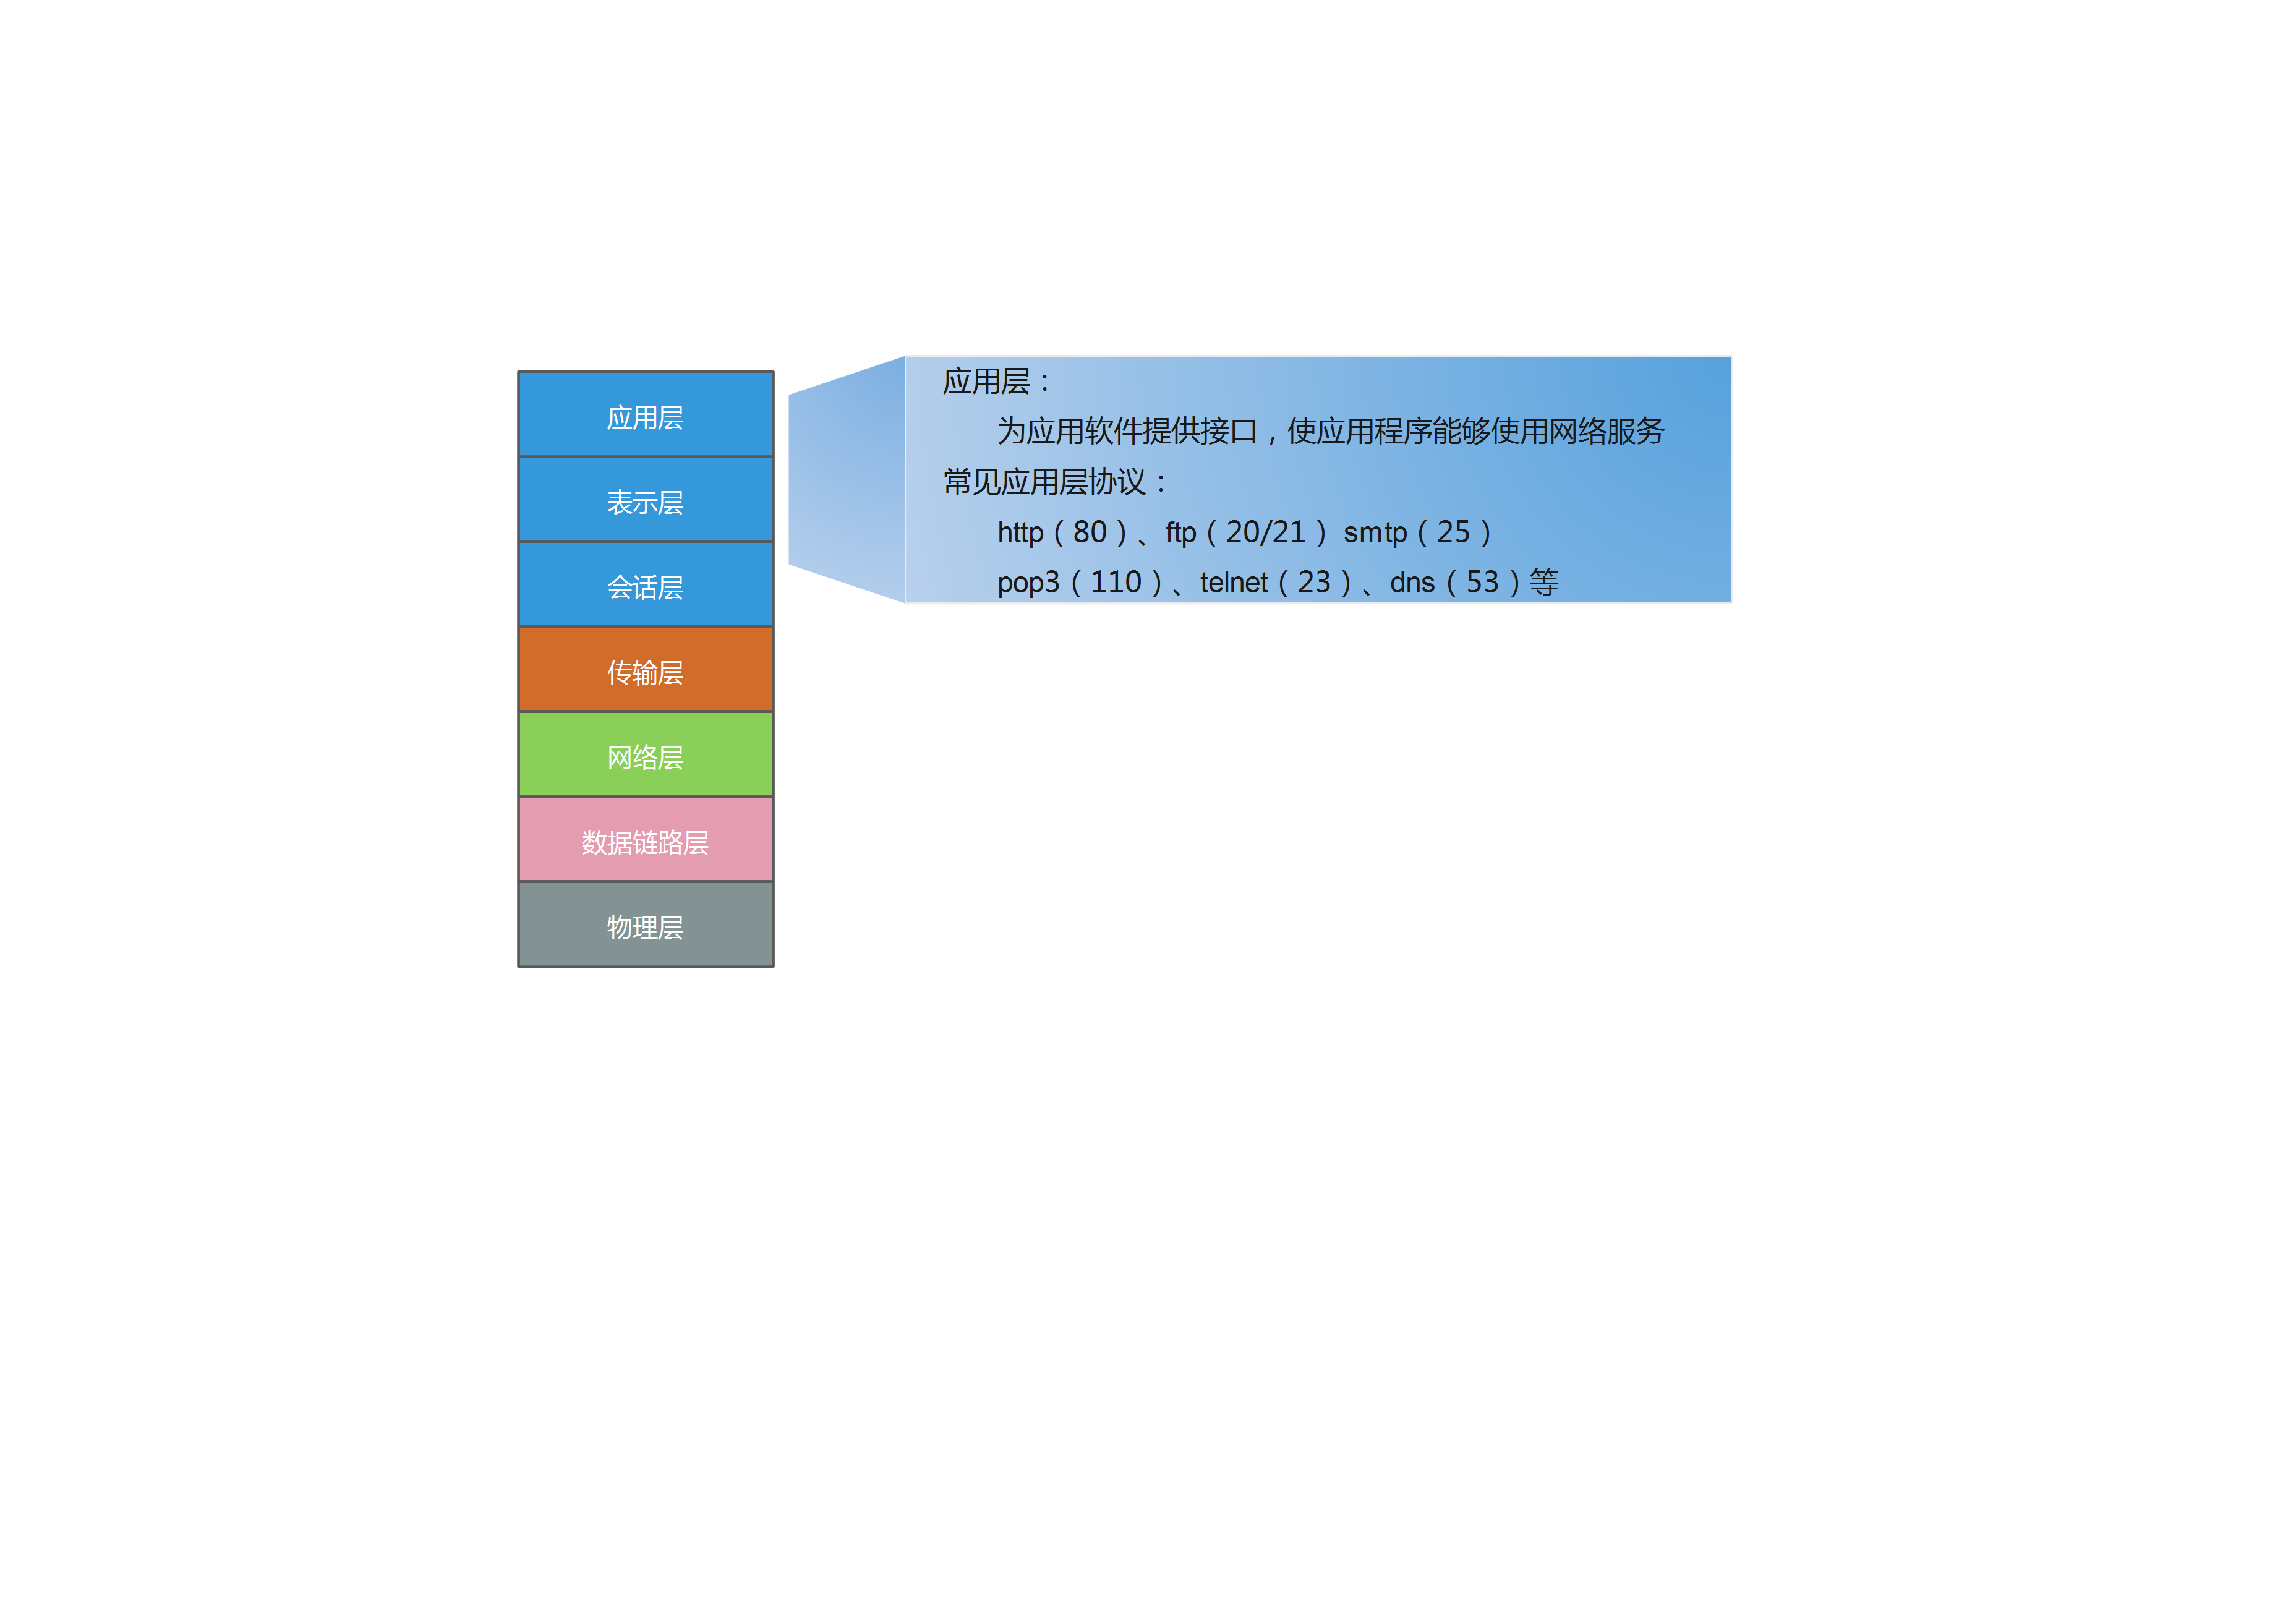 应用层
表示层
会话层
传输层
网络层
数据链路层
物理层
应用层：
为应用软件提供接口，使应用程序能够使用网络服务
常见应用层协议：
http（80）、ftp（20/21） smtp（25）
pop3（110）、telnet（23）、dns（53）等